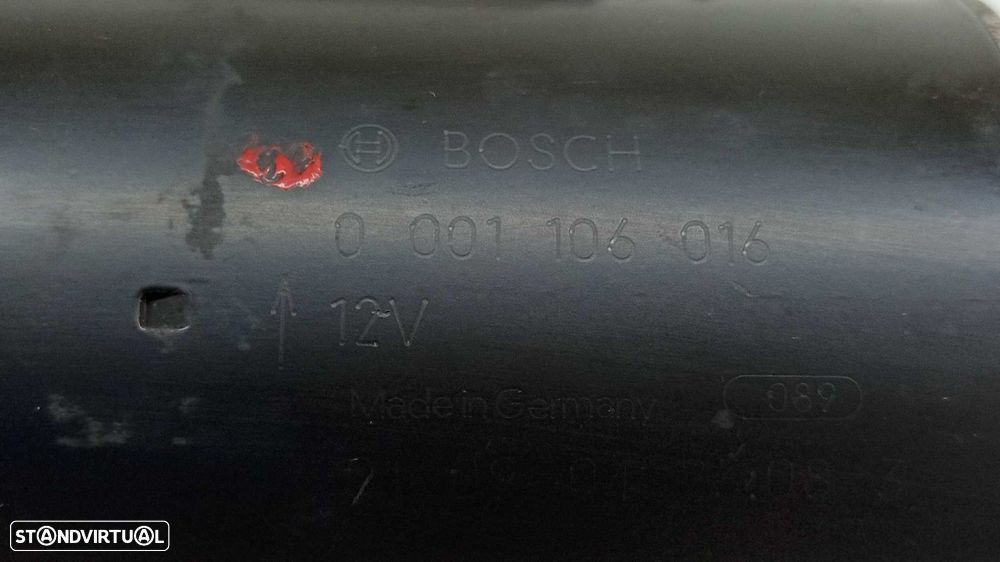 BOSCH
0 001 106 016
12V
Made in Germany
089
STANDVIRTUAL